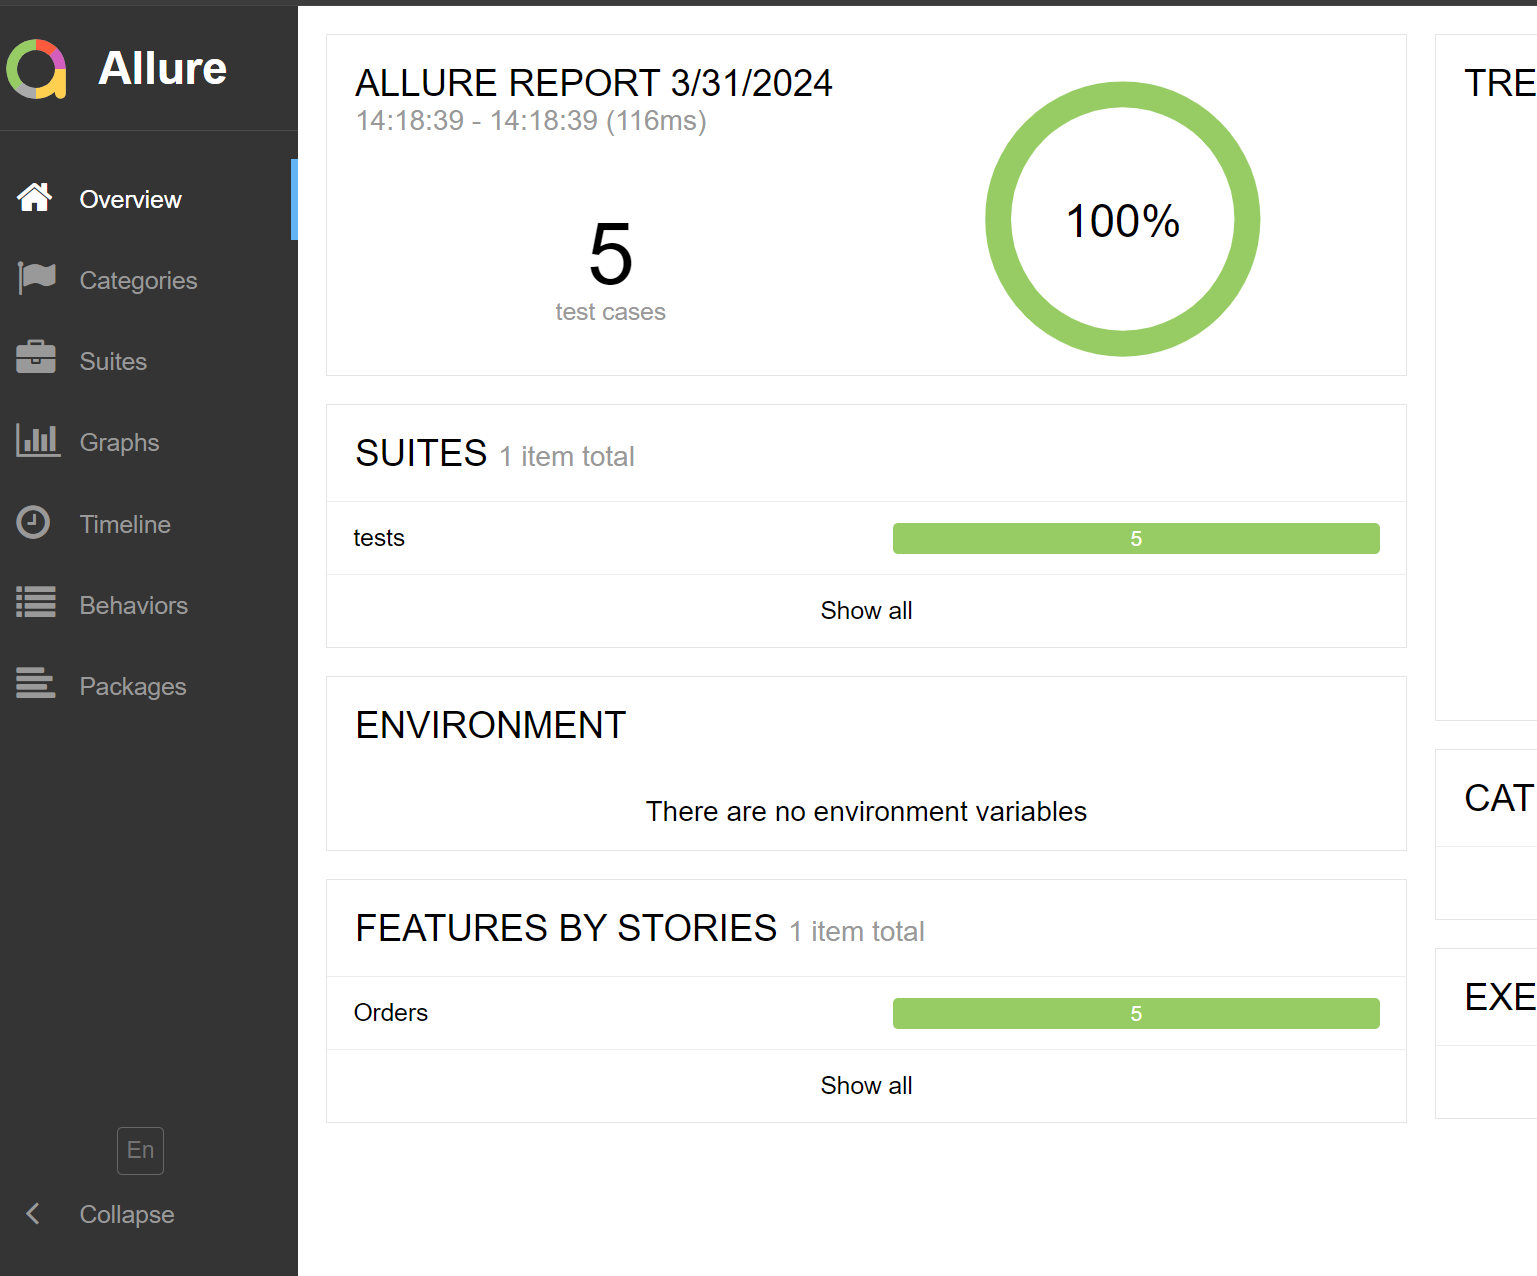 Allure
Overview
Categories
Suites
Graphs
Timeline
Behaviors
Packages
En
Collapse
ALLURE REPORT 3/31/2024
14:18:39 - 14:18:39 (116ms)
5
test cases
100%
SUITES 1 item total
tests 5
Show all
ENVIRONMENT
There are no environment variables
FEATURES BY STORIES 1 item total
Orders 5
Show all
TRE
CAT
EXE